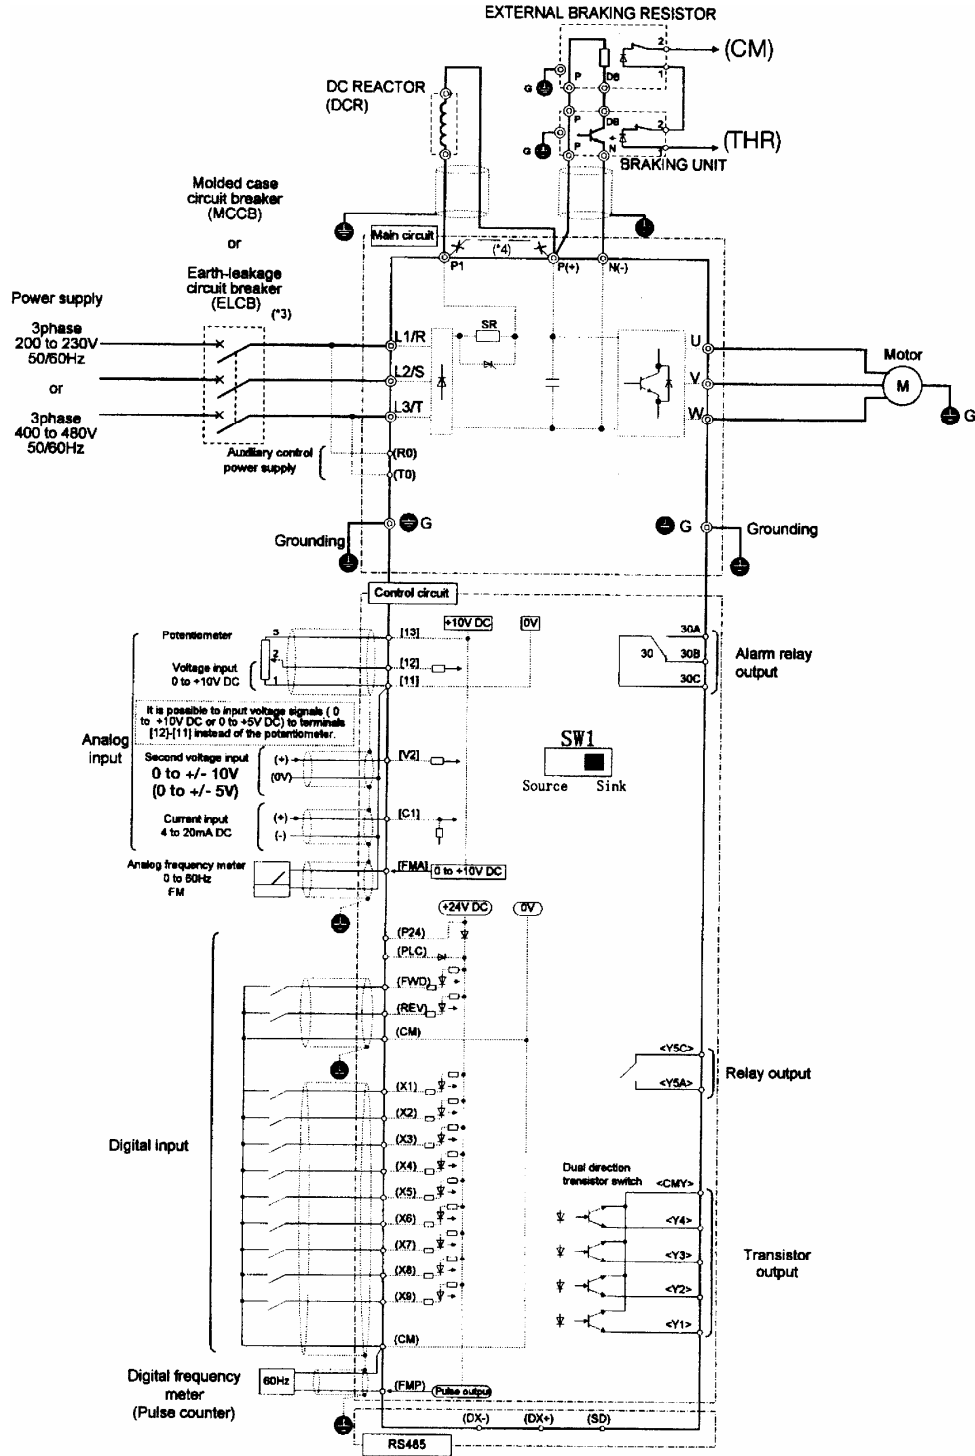 EXTERNAL BRAKING RESISTOR
2
(CM)
1
P
DB
G
DC REACTOR
(DCR)
P
DB
2
(THR)
1
P
N
G
BRAKING UNIT
Molded case
circuit breaker
(MCCB)
or
Earth-leakage
circuit breaker
(ELCB)
(*3)
Main circuit
(*4)
P1
P(+)
N(-)
Power supply
3phase
200 to 230V
50/60Hz
or
3phase
400 to 480V
50/60Hz
L1/R
L2/S
L3/T
SR
U
V
W
Motor
M
G
Auxiliary control
power supply
(R0)
(T0)
G
Grounding
G
Grounding
Control circuit
+10V DC
0V
Potentiometer
3
[13]
2
[12]
Voltage input
0 to +10V DC
1
[11]
30A
30
30B
30C
Alarm relay
output
It is possible to input voltage signals ( 0
to +10V DC or 0 to +5V DC) to terminals
[12]-[11] instead of the potentiometer.
Analog
input
Second voltage input
0 to +/- 10V
(0 to +/- 5V)
(+)
(0V)
[V2]
SW1
Source
Sink
Current input
4 to 20mA DC
(+)
(-)
[C1]
Analog frequency meter
0 to 60Hz
FM
[FMA]
0 to +10V DC
+24V DC
0V
(P24)
(PLC)
(FWD)
(REV)
(CM)
<Y5C>
<Y5A>
Relay output
Digital input
(X1)
(X2)
(X3)
(X4)
(X5)
(X6)
(X7)
(X8)
(X9)
(CM)
Dual direction
transistor switch
<CMY>
<Y4>
<Y3>
<Y2>
<Y1>
Transistor
output
Digital frequency
meter
(Pulse counter)
60Hz
(FMP)
Pulse output
(DX-)
(DX+)
(SD)
RS485